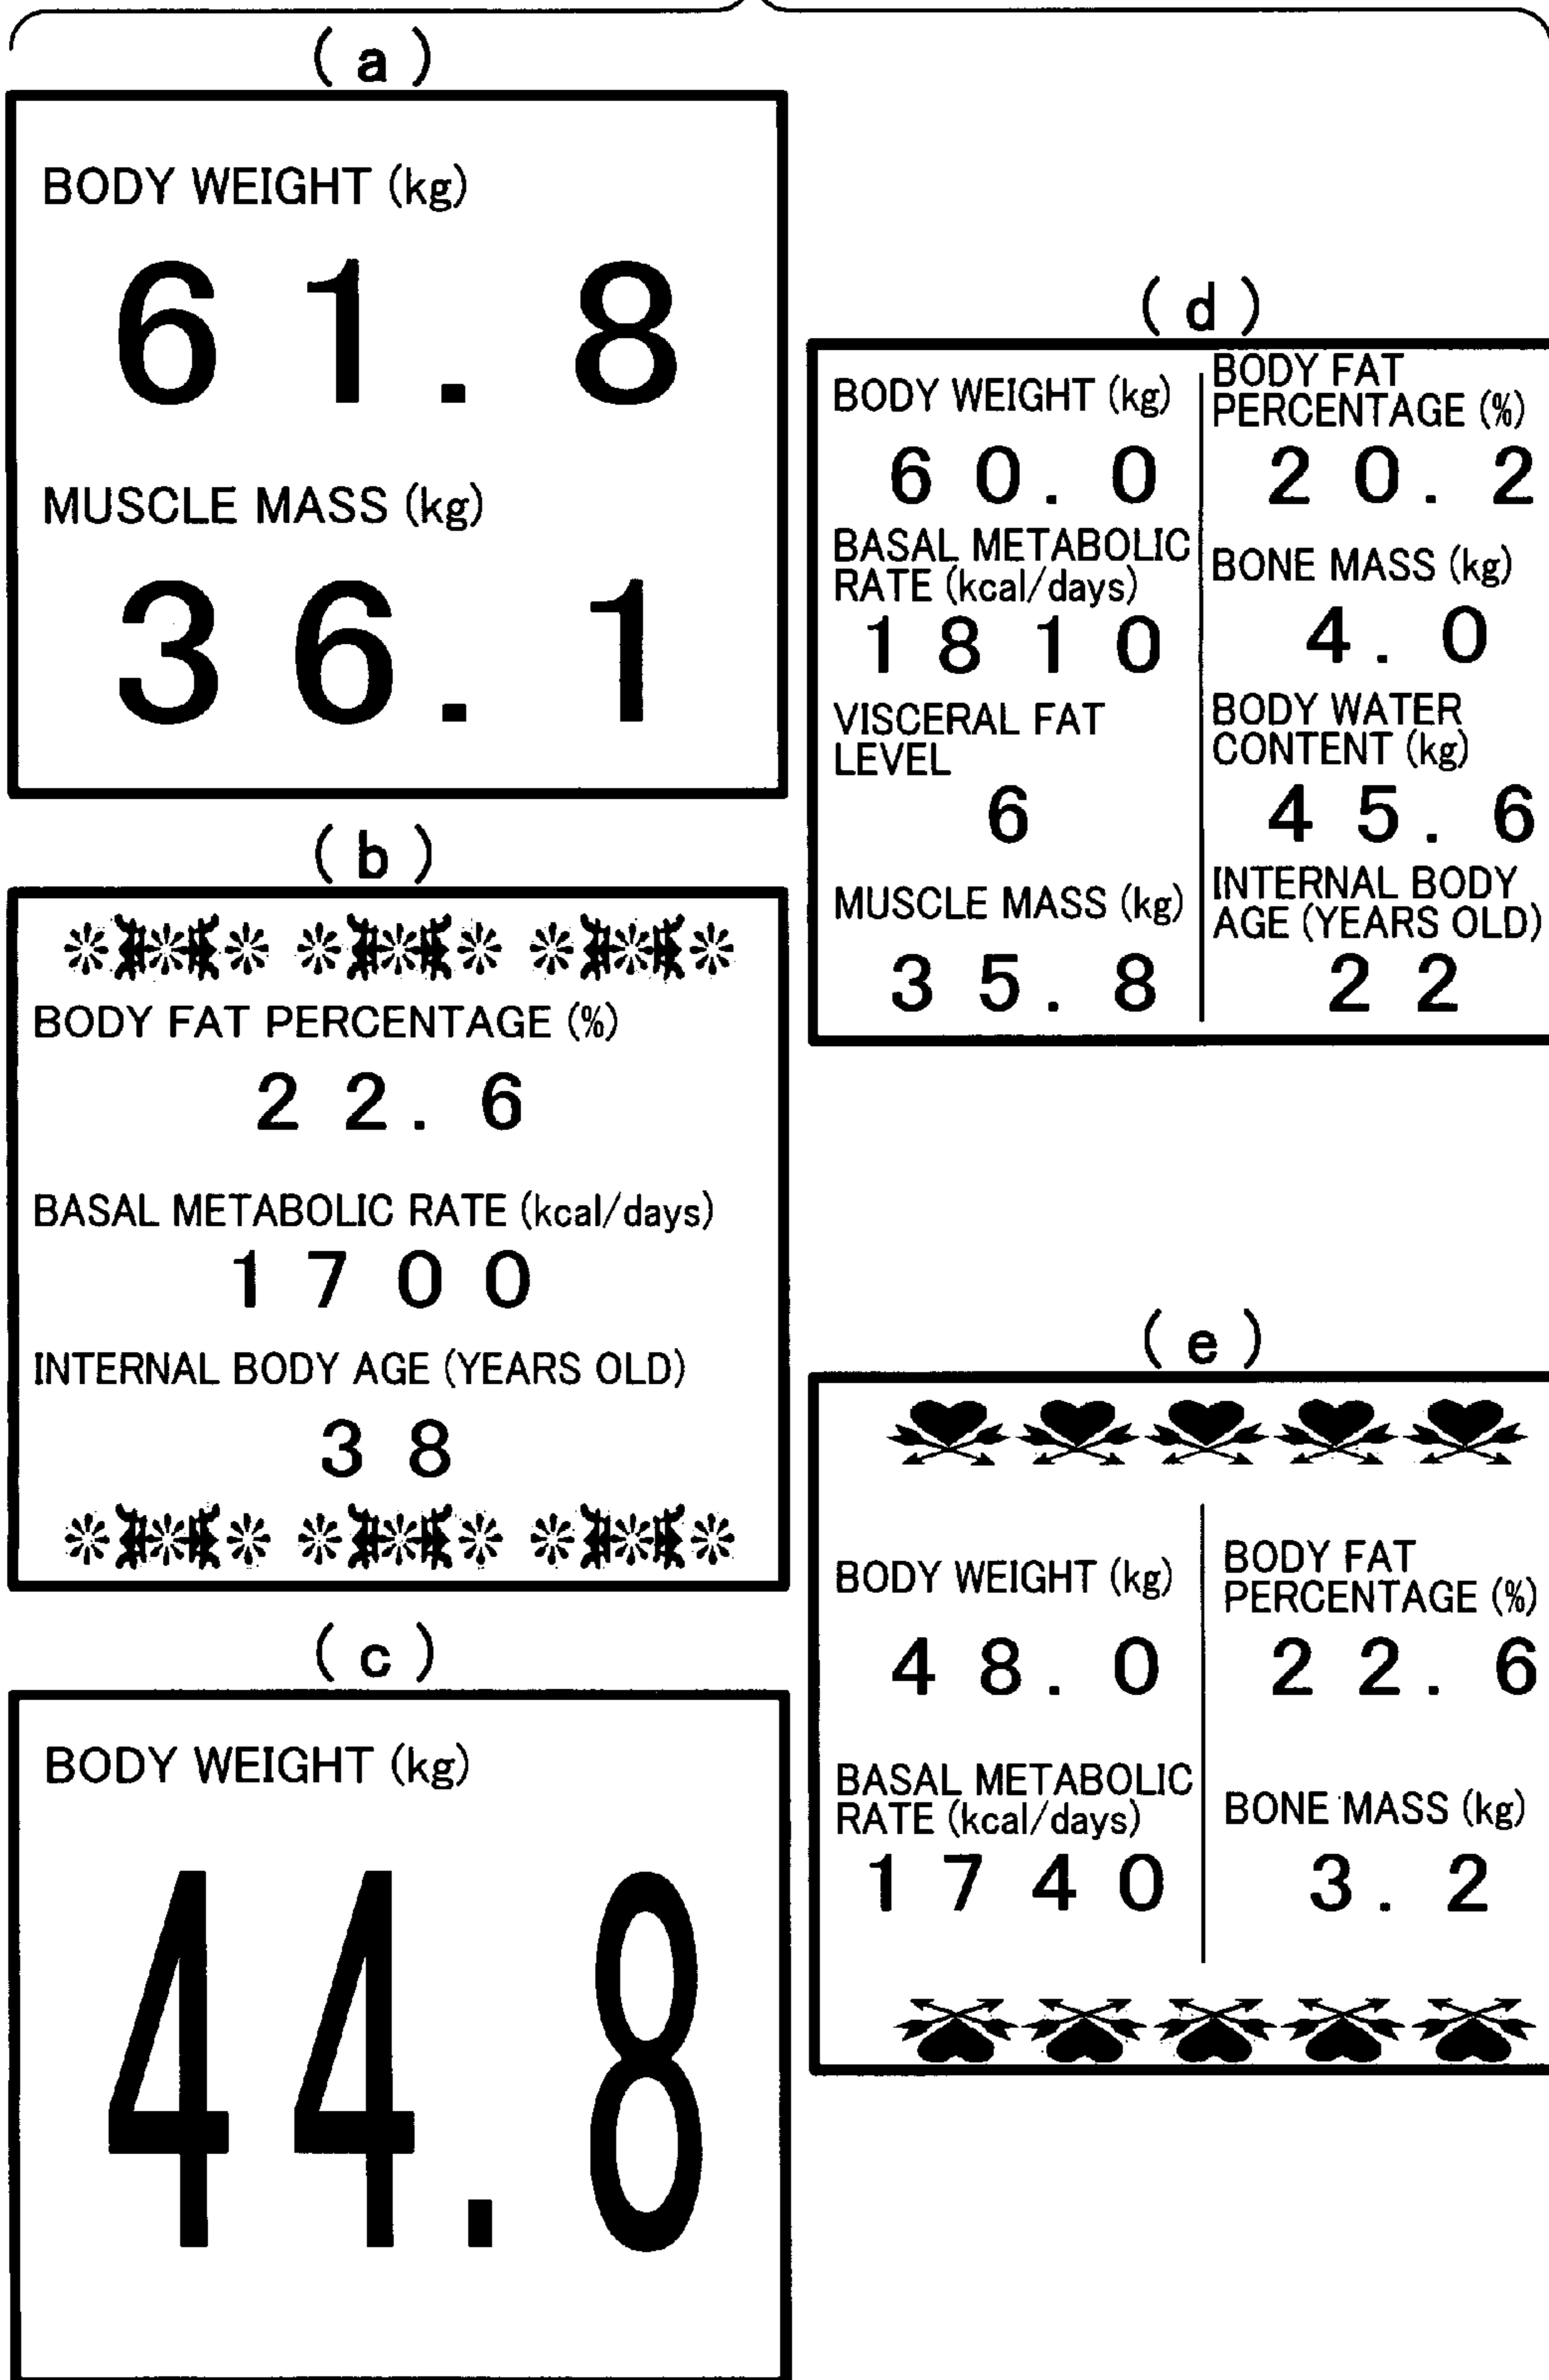 ( a )
BODY WEIGHT (kg)
61.8
MUSCLE MASS (kg)
36.1
( b )
BODY FAT PERCENTAGE (%)
22.6
BASAL METABOLIC RATE (kcal/days)
1700
INTERNAL BODY AGE (YEARS OLD)
38
( c )
BODY WEIGHT (kg)
44.8
( d )
BODY WEIGHT (kg)
60.0
BASAL METABOLIC
RATE (kcal/days)
1810
VISCERAL FAT
LEVEL
6
MUSCLE MASS (kg)
35.8
BODY FAT
PERCENTAGE (%)
20.2
BONE MASS (kg)
4.0
BODY WATER
CONTENT (kg)
45.6
INTERNAL BODY
AGE (YEARS OLD)
22
( e )
BODY WEIGHT (kg)
48.0
BASAL METABOLIC
RATE (kcal/days)
1740
BODY FAT
PERCENTAGE (%)
22.6
BONE MASS (kg)
3.2